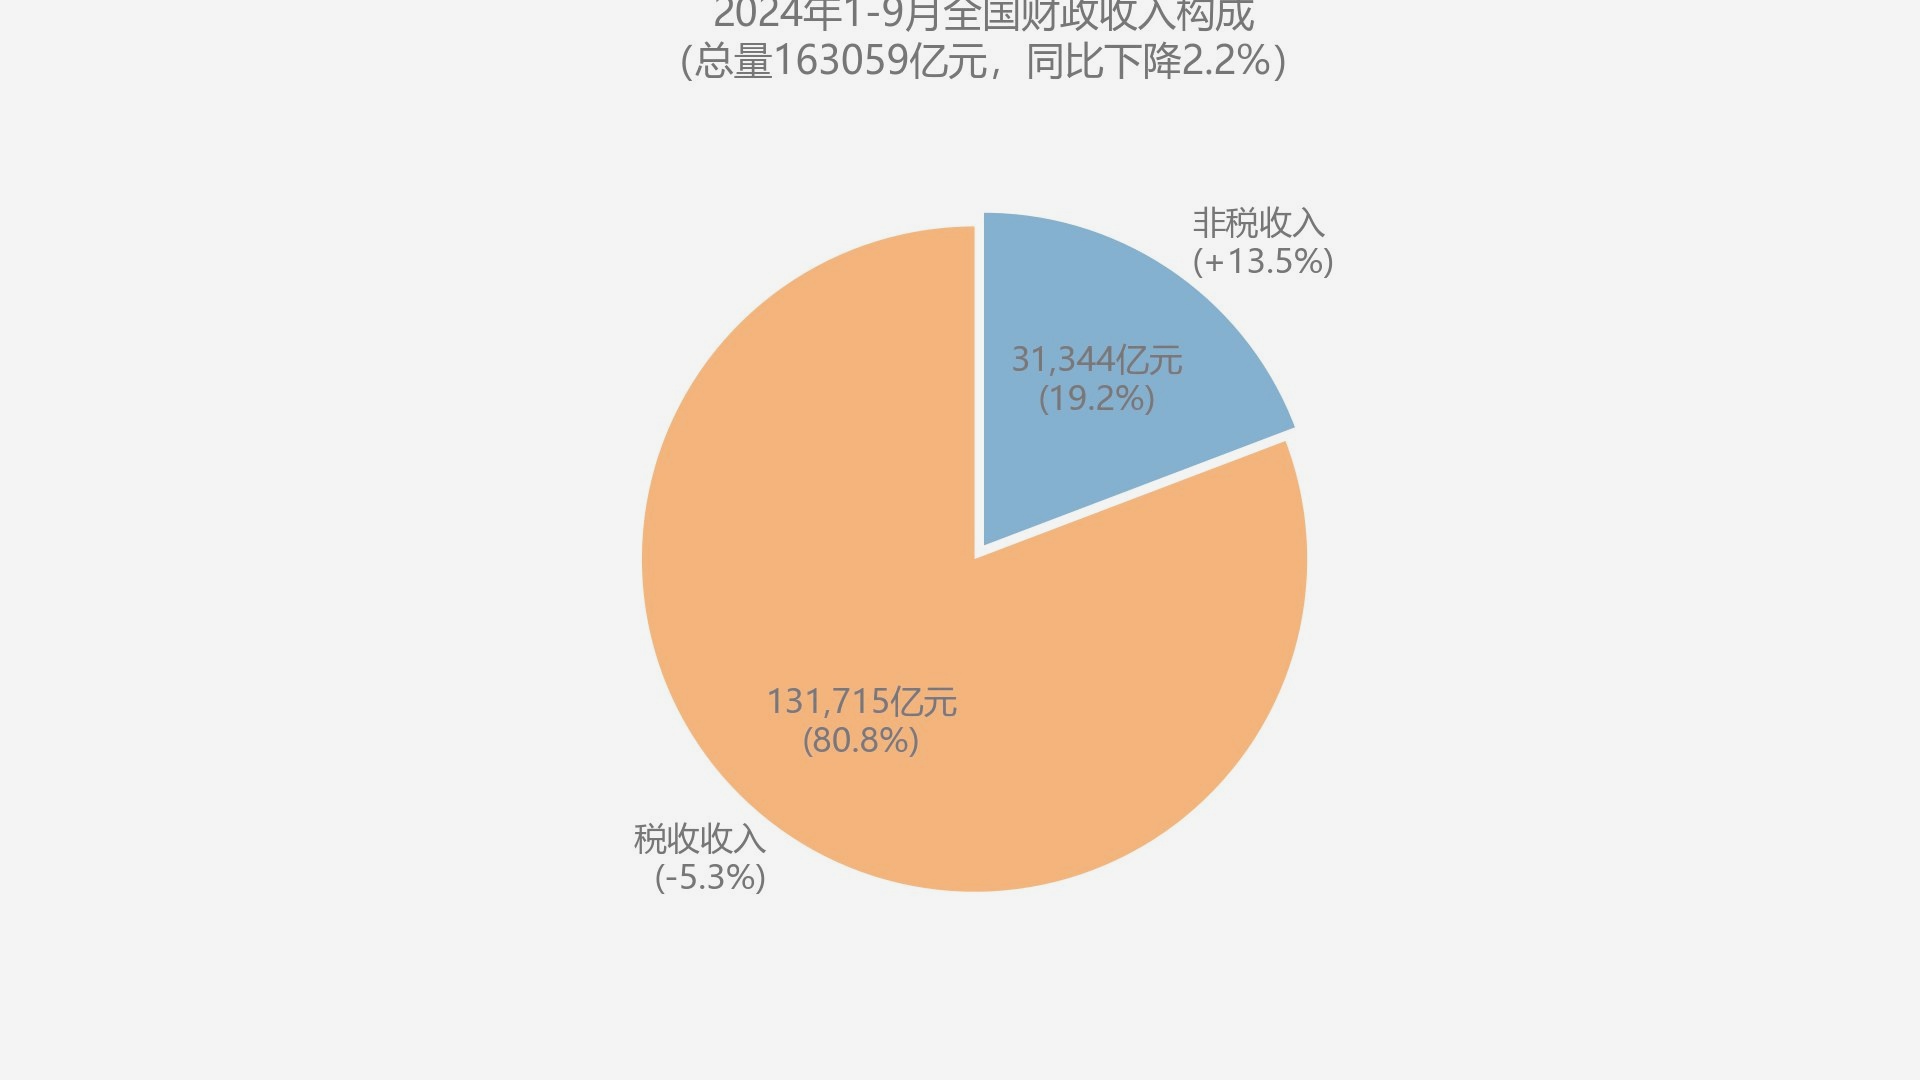 2024年1-9月全国财政收入构成
(总量163059亿元，同比下降2.2%)
非税收入
(+13.5%)
31,344亿元
(19.2%)
131,715亿元
(80.8%)
税收收入
(-5.3%)